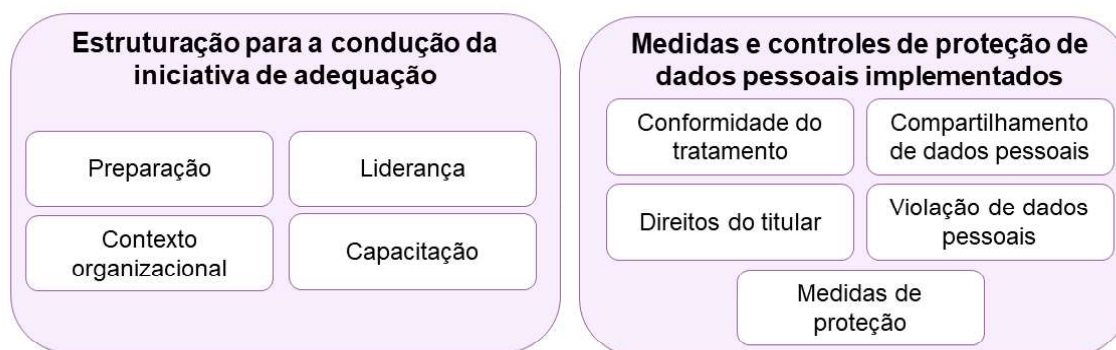 Estruturação para a condução da
iniciativa de adequação
Preparação
Liderança
Contexto
organizacional
Capacitação
Medidas e controles de proteção de
dados pessoais implementados
Conformidade do
tratamento
Compartilhamento
de dados pessoais
Direitos do titular
Violação de dados
pessoais
Medidas de
proteção